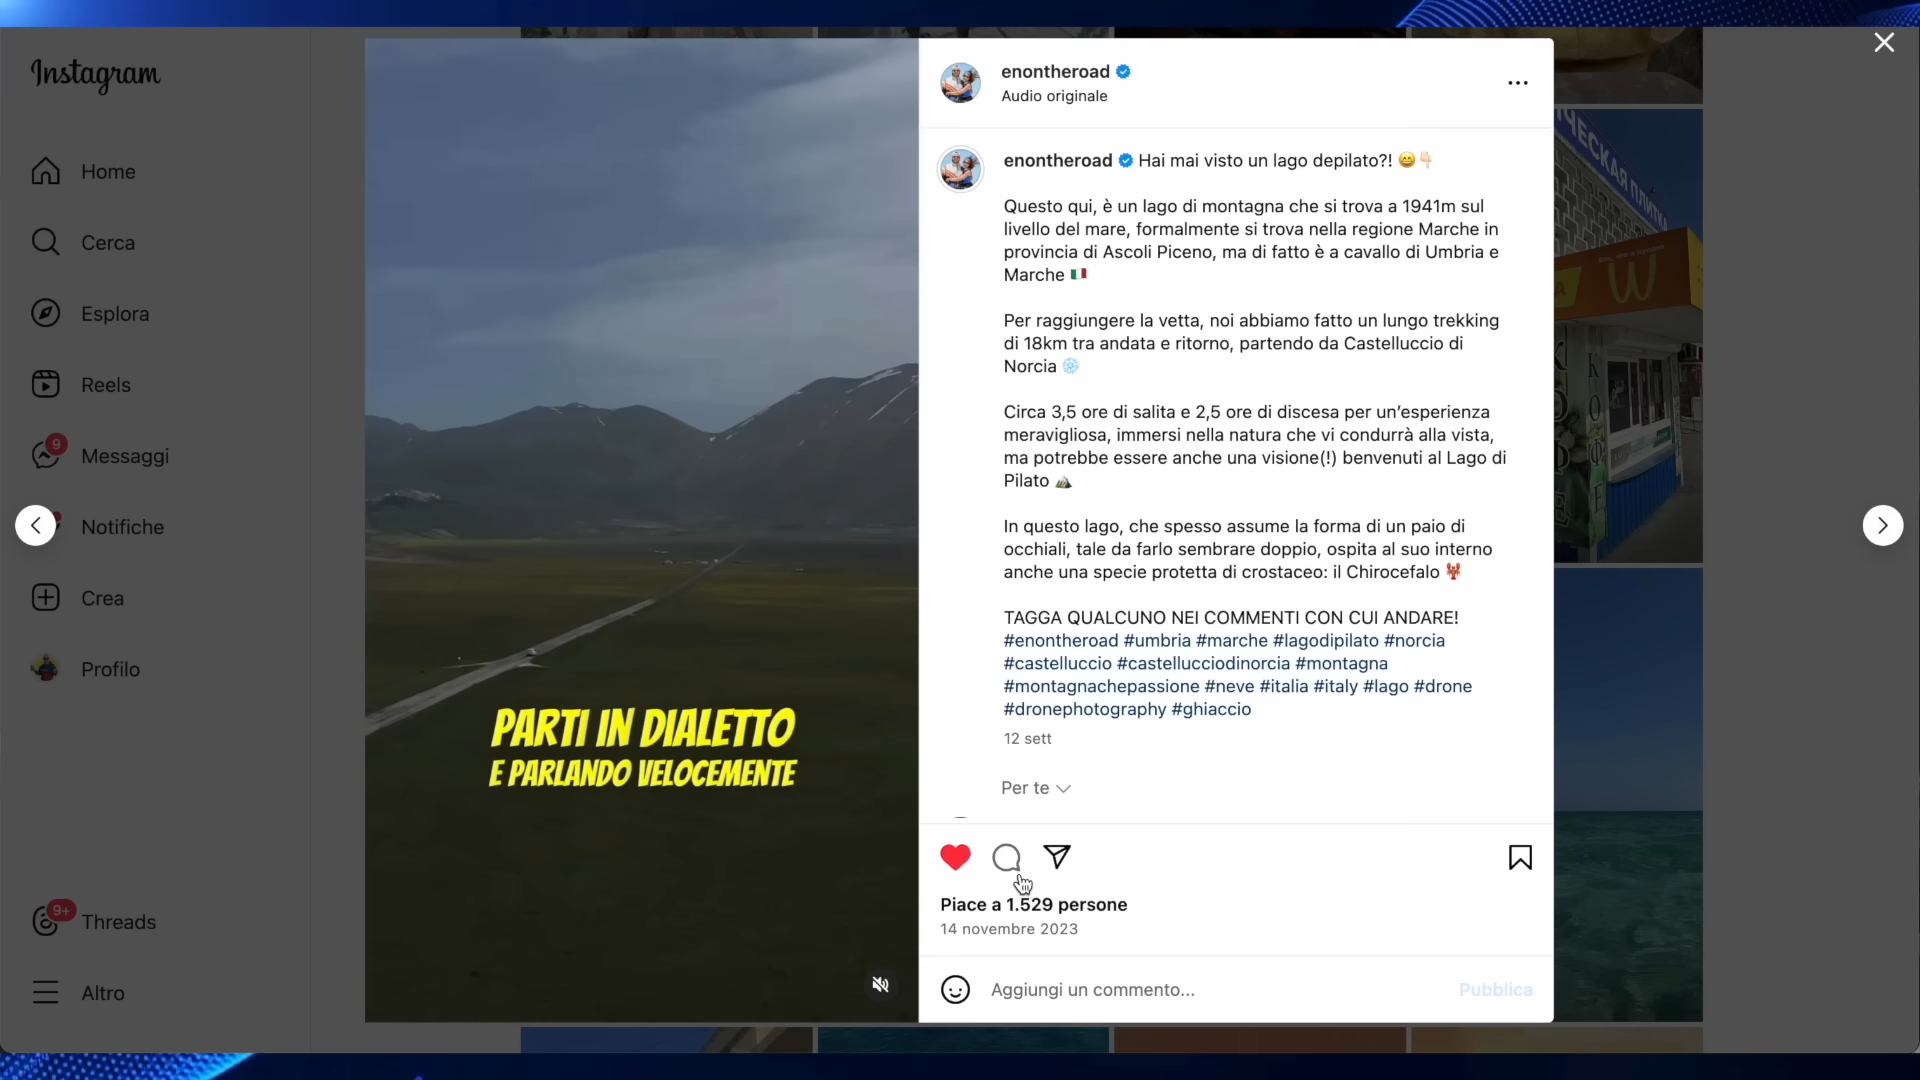 Instagram
Home
Cerca
Esplora
Reels
9
Messaggi
Notifiche
Crea
Profilo
9+
Threads
Altro
PARTI IN DIALETTO
E PARLANDO VELOCEMENTE
enontheroad
Audio originale
enontheroad Hai mai visto un lago depilato?! 😄👇🏻
Questo qui, è un lago di montagna che si trova a 1941m sul
livello del mare, formalmente si trova nella regione Marche in
provincia di Ascoli Piceno, ma di fatto è a cavallo di Umbria e
Marche 🇮🇹
Per raggiungere la vetta, noi abbiamo fatto un lungo trekking
di 18km tra andata e ritorno, partendo da Castelluccio di
Norcia ❄️
Circa 3,5 ore di salita e 2,5 ore di discesa per un’esperienza
meravigliosa, immersi nella natura che vi condurrà alla vista,
ma potrebbe essere anche una visione(!) benvenuti al Lago di
Pilato ⛰️
In questo lago, che spesso assume la forma di un paio di
occhiali, tale da farlo sembrare doppio, ospita al suo interno
anche una specie protetta di crostaceo: il Chirocefalo 🦞
TAGGA QUALCUNO NEI COMMENTI CON CUI ANDARE!
#enontheroad #umbria #marche #lagodipilato #norcia
#castelluccio #castellucciodinorcia #montagna
#montagnachepassione #neve #italia #italy #lago #drone
#dronephotography #ghiaccio
12 sett
Per te
Piace a 1.529 persone
14 novembre 2023
Aggiungi un commento...
Pubblica